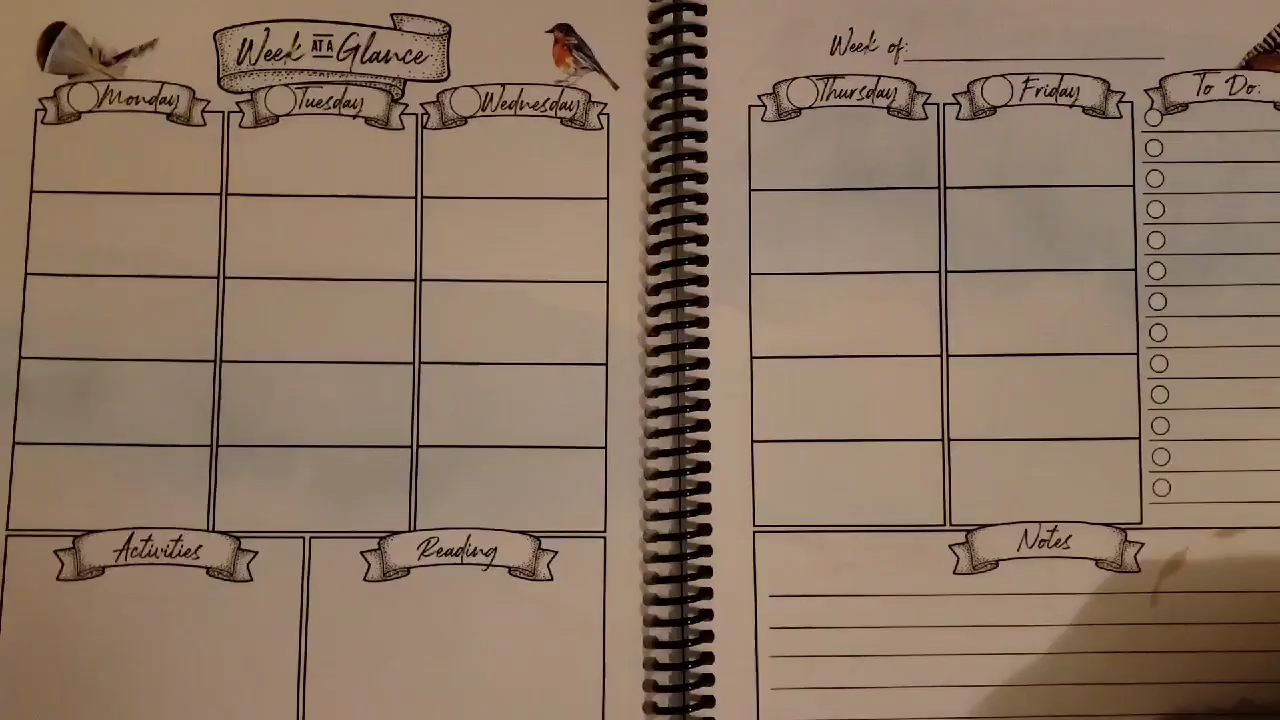 Week AT A Glance
Week of:
Monday
Tuesday
Wednesday
Thursday
Friday
To Do:
Activities
Reading
Notes